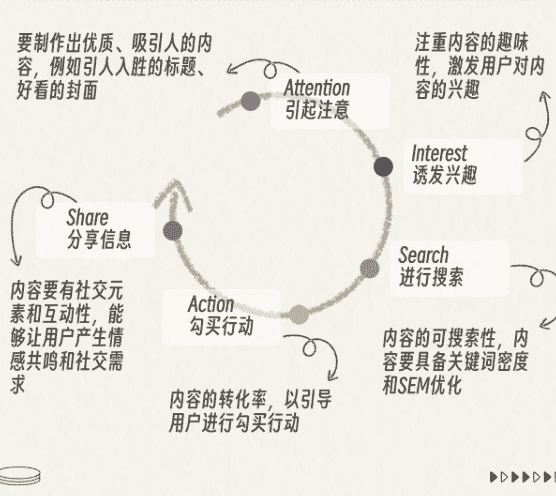 要制作出优质、吸引人的内
容，例如引人入胜的标题、
好看的封面
Attention
引起注意
注重内容的趣味
性，激发用户对内
容的兴趣
Interest
诱发兴趣
Search
进行搜索
内容的可搜索性，内
容要具备关键词密度
和SEM优化
Action
勾买行动
内容的转化率，以引导
用户进行勾买行动
Share
分享信息
内容要有社交元
素和互动性，能
够让用户产生情
感共鸣和社交需
求